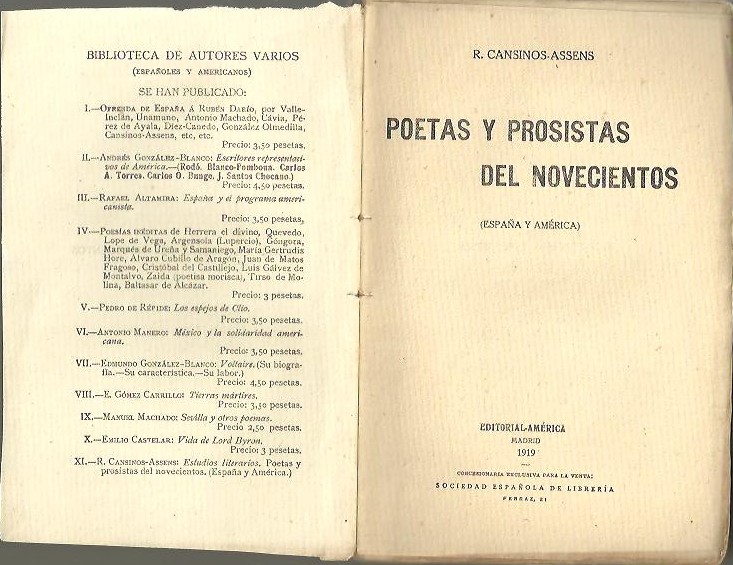 BIBLIOTECA DE AUTORES VARIOS
(ESPAÑOLES Y AMERICANOS)
SE HAN PUBLICADO:
I.—OFRENDA DE ESPAÑA Á RUBÉN DARÍO, por Valle-
Inclán, Unamuno, Antonio Machado, Cávia, Pé-
rez de Ayala, Díez-Canedo, González Olmedilla,
Cansinos-Assens, etc, etc.
Precio: 3,50 pesetas.
II.—ANDRÉS GONZÁLEZ-BLANCO: Escritores representati-
vos de América.—(Rodó. Blanco-Fombona. Carlos
A. Torres. Carlos O. Bunge. J. Santos Chocano.)
Precio: 4,50 pesetas.
III.—RAFAEL ALTAMIRA: España y el programa ameri-
canista.
Precio: 3,50 pesetas,
IV—POESÍAS INÉDITAS de Herrera el divino, Quevedo,
Lope de Vega, Argensola (Lupercio), Góngora,
Marqués de Ureña y Samaniego, María Gertrudis
Hore, Alvaro Cubillo de Aragón, Juan de Matos
Fragoso, Cristóbal del Castillejo, Luis Gálvez de
Montalvo, Zaida (poetisa morisca), Tirso de Mo-
lina, Baltasar de Alcázar.
Precio: 3 pesetas.
V.—PEDRO DE RÉPIDE: Los espejos de Clio.
Precio: 3,50 pesetas.
VI.—ANTONIO MANERO: México y la solidaridad ameri-
cana.
Precio: 3,50 pesetas.
VII.—EDMUNDO GONZÁLEZ-BLANCO: Voltaire. (Su biogra-
fía.—Su característica.—Su labor.)
Precio: 4,50 pesetas.
VIII.—E. GÓMEZ CARRILLO: Tierras mártires.
Precio: 3,50 pesetas.
IX.—MANUEL MACHADO: Sevilla y otros poemas.
Precio 2,50 pesetas.
X.—EMILIO CASTELAR: Vida de Lord Byron.
Precio: 3 pesetas.
XI.—R. CANSINOS-ASSENS: Estudios literarios. Poetas y
prosistas del novecientos. (España y América.)
R. CANSINOS-ASSENS
POETAS Y PROSISTAS
DEL NOVECIENTOS
(ESPAÑA Y AMÉRICA)
EDITORIAL-AMÉRICA
MADRID
1919
CONCESIONARIA EXCLUSIVA PARA LA VENTA:
SOCIEDAD ESPAÑOLA DE LIBRERÍA
FERRAZ, 21